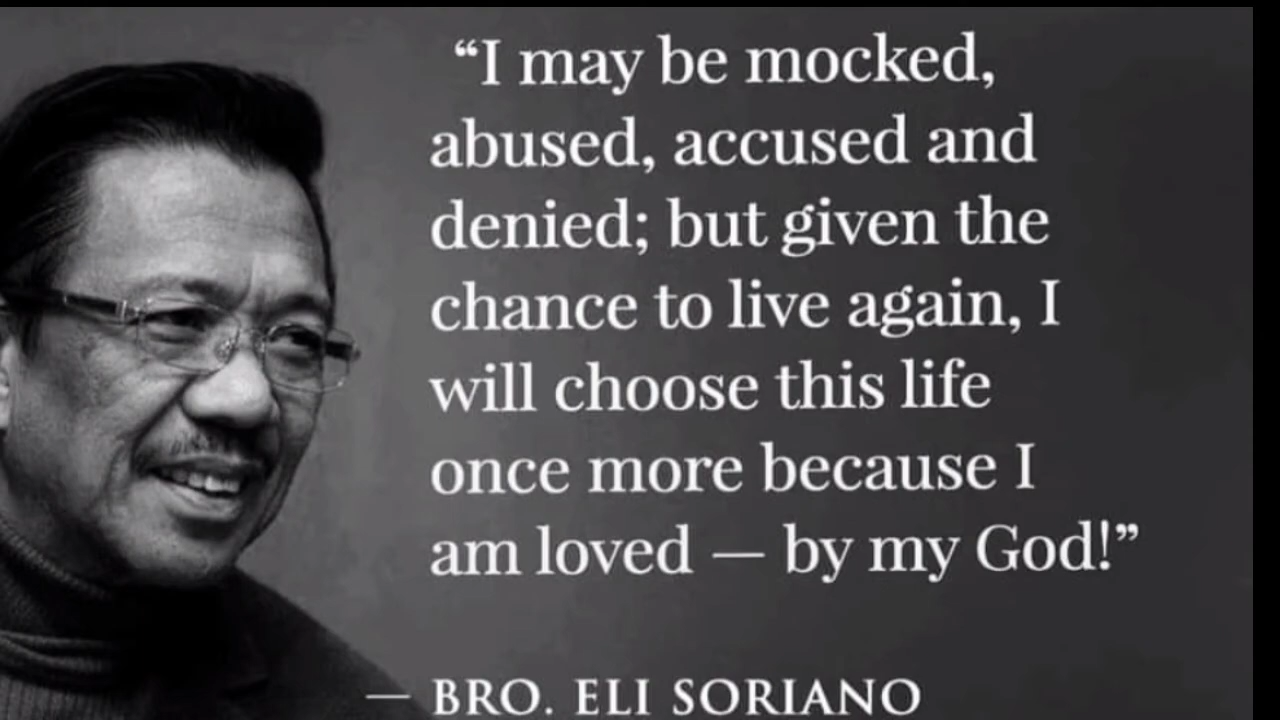 “I may be mocked,
abused, accused and
denied; but given the
chance to live again, I
will choose this life
once more because I
am loved — by my God!”
— BRO. ELI SORIANO